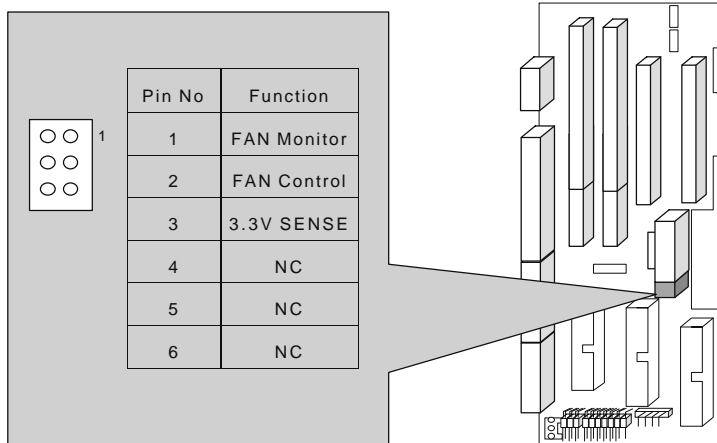 Pin No Function
1 FAN Monitor
2 FAN Control
3 3.3V SENSE
4 NC
5 NC
6 NC
1